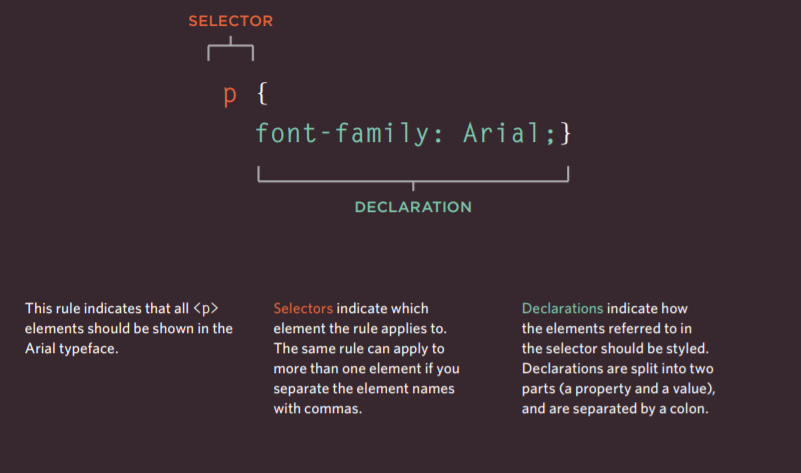 SELECTOR
p {
font-family: Arial;}
DECLARATION
This rule indicates that all <p>
elements should be shown in the
Arial typeface.
Selectors indicate which
element the rule applies to.
The same rule can apply to
more than one element if you
separate the element names
with commas.
Declarations indicate how
the elements referred to in
the selector should be styled.
Declarations are split into two
parts (a property and a value),
and are separated by a colon.